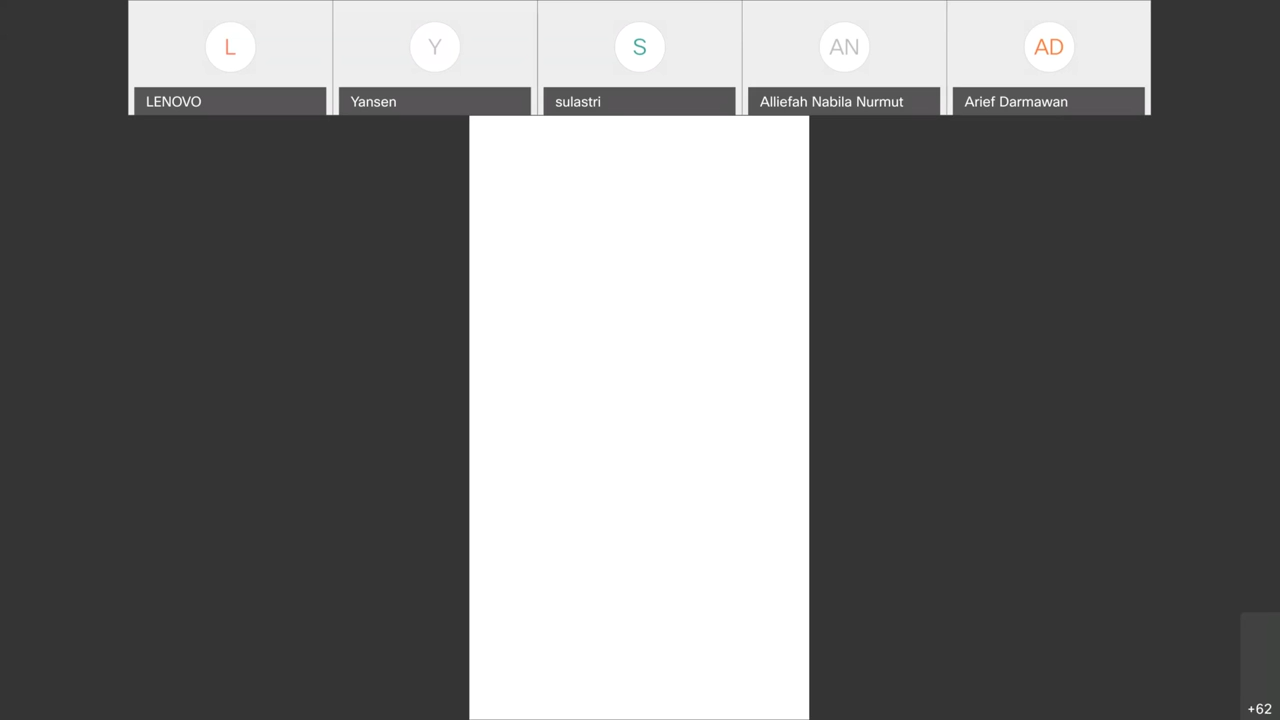 L
Y
S
AN
AD
LENOVO
Yansen
sulastri
Alliefah Nabila Nurmut
Arief Darmawan
+62